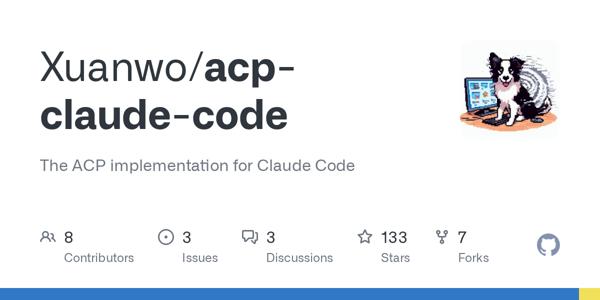 Xuanwo/acp-
claude-code
The ACP implementation for Claude Code
8
Contributors
3
Issues
3
Discussions
133
Stars
7
Forks